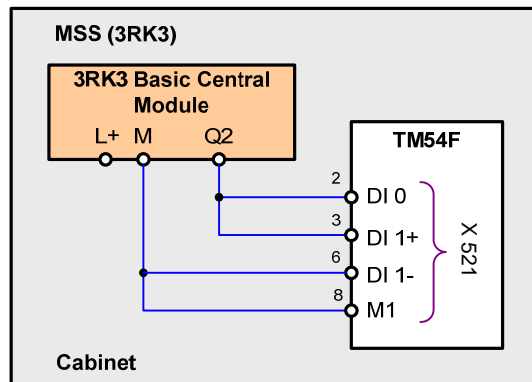 MSS (3RK3)
3RK3 Basic Central
Module
L+ M Q2
TM54F
2 DI 0
3 DI 1+
6 DI 1-
8 M1
X 521
Cabinet